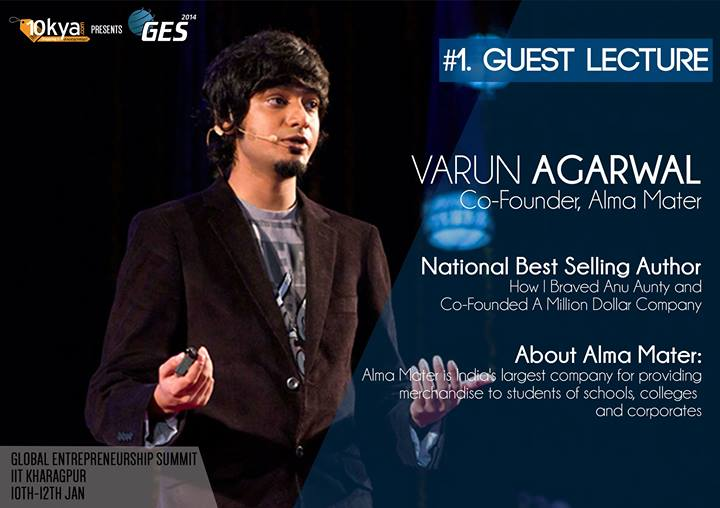 10kya.com PRESENTS GES 2014
#1. GUEST LECTURE
VARUN AGARWAL
Co-Founder, Alma Mater
National Best Selling Author
How I Braved Anu Aunty and
Co-Founded A Million Dollar Company
About Alma Mater:
Alma Mater is India's largest company for providing
merchandise to students of schools, colleges
and corporates
GLOBAL ENTREPRENEURSHIP SUMMIT
IIT KHARAGPUR
10TH-12TH JAN